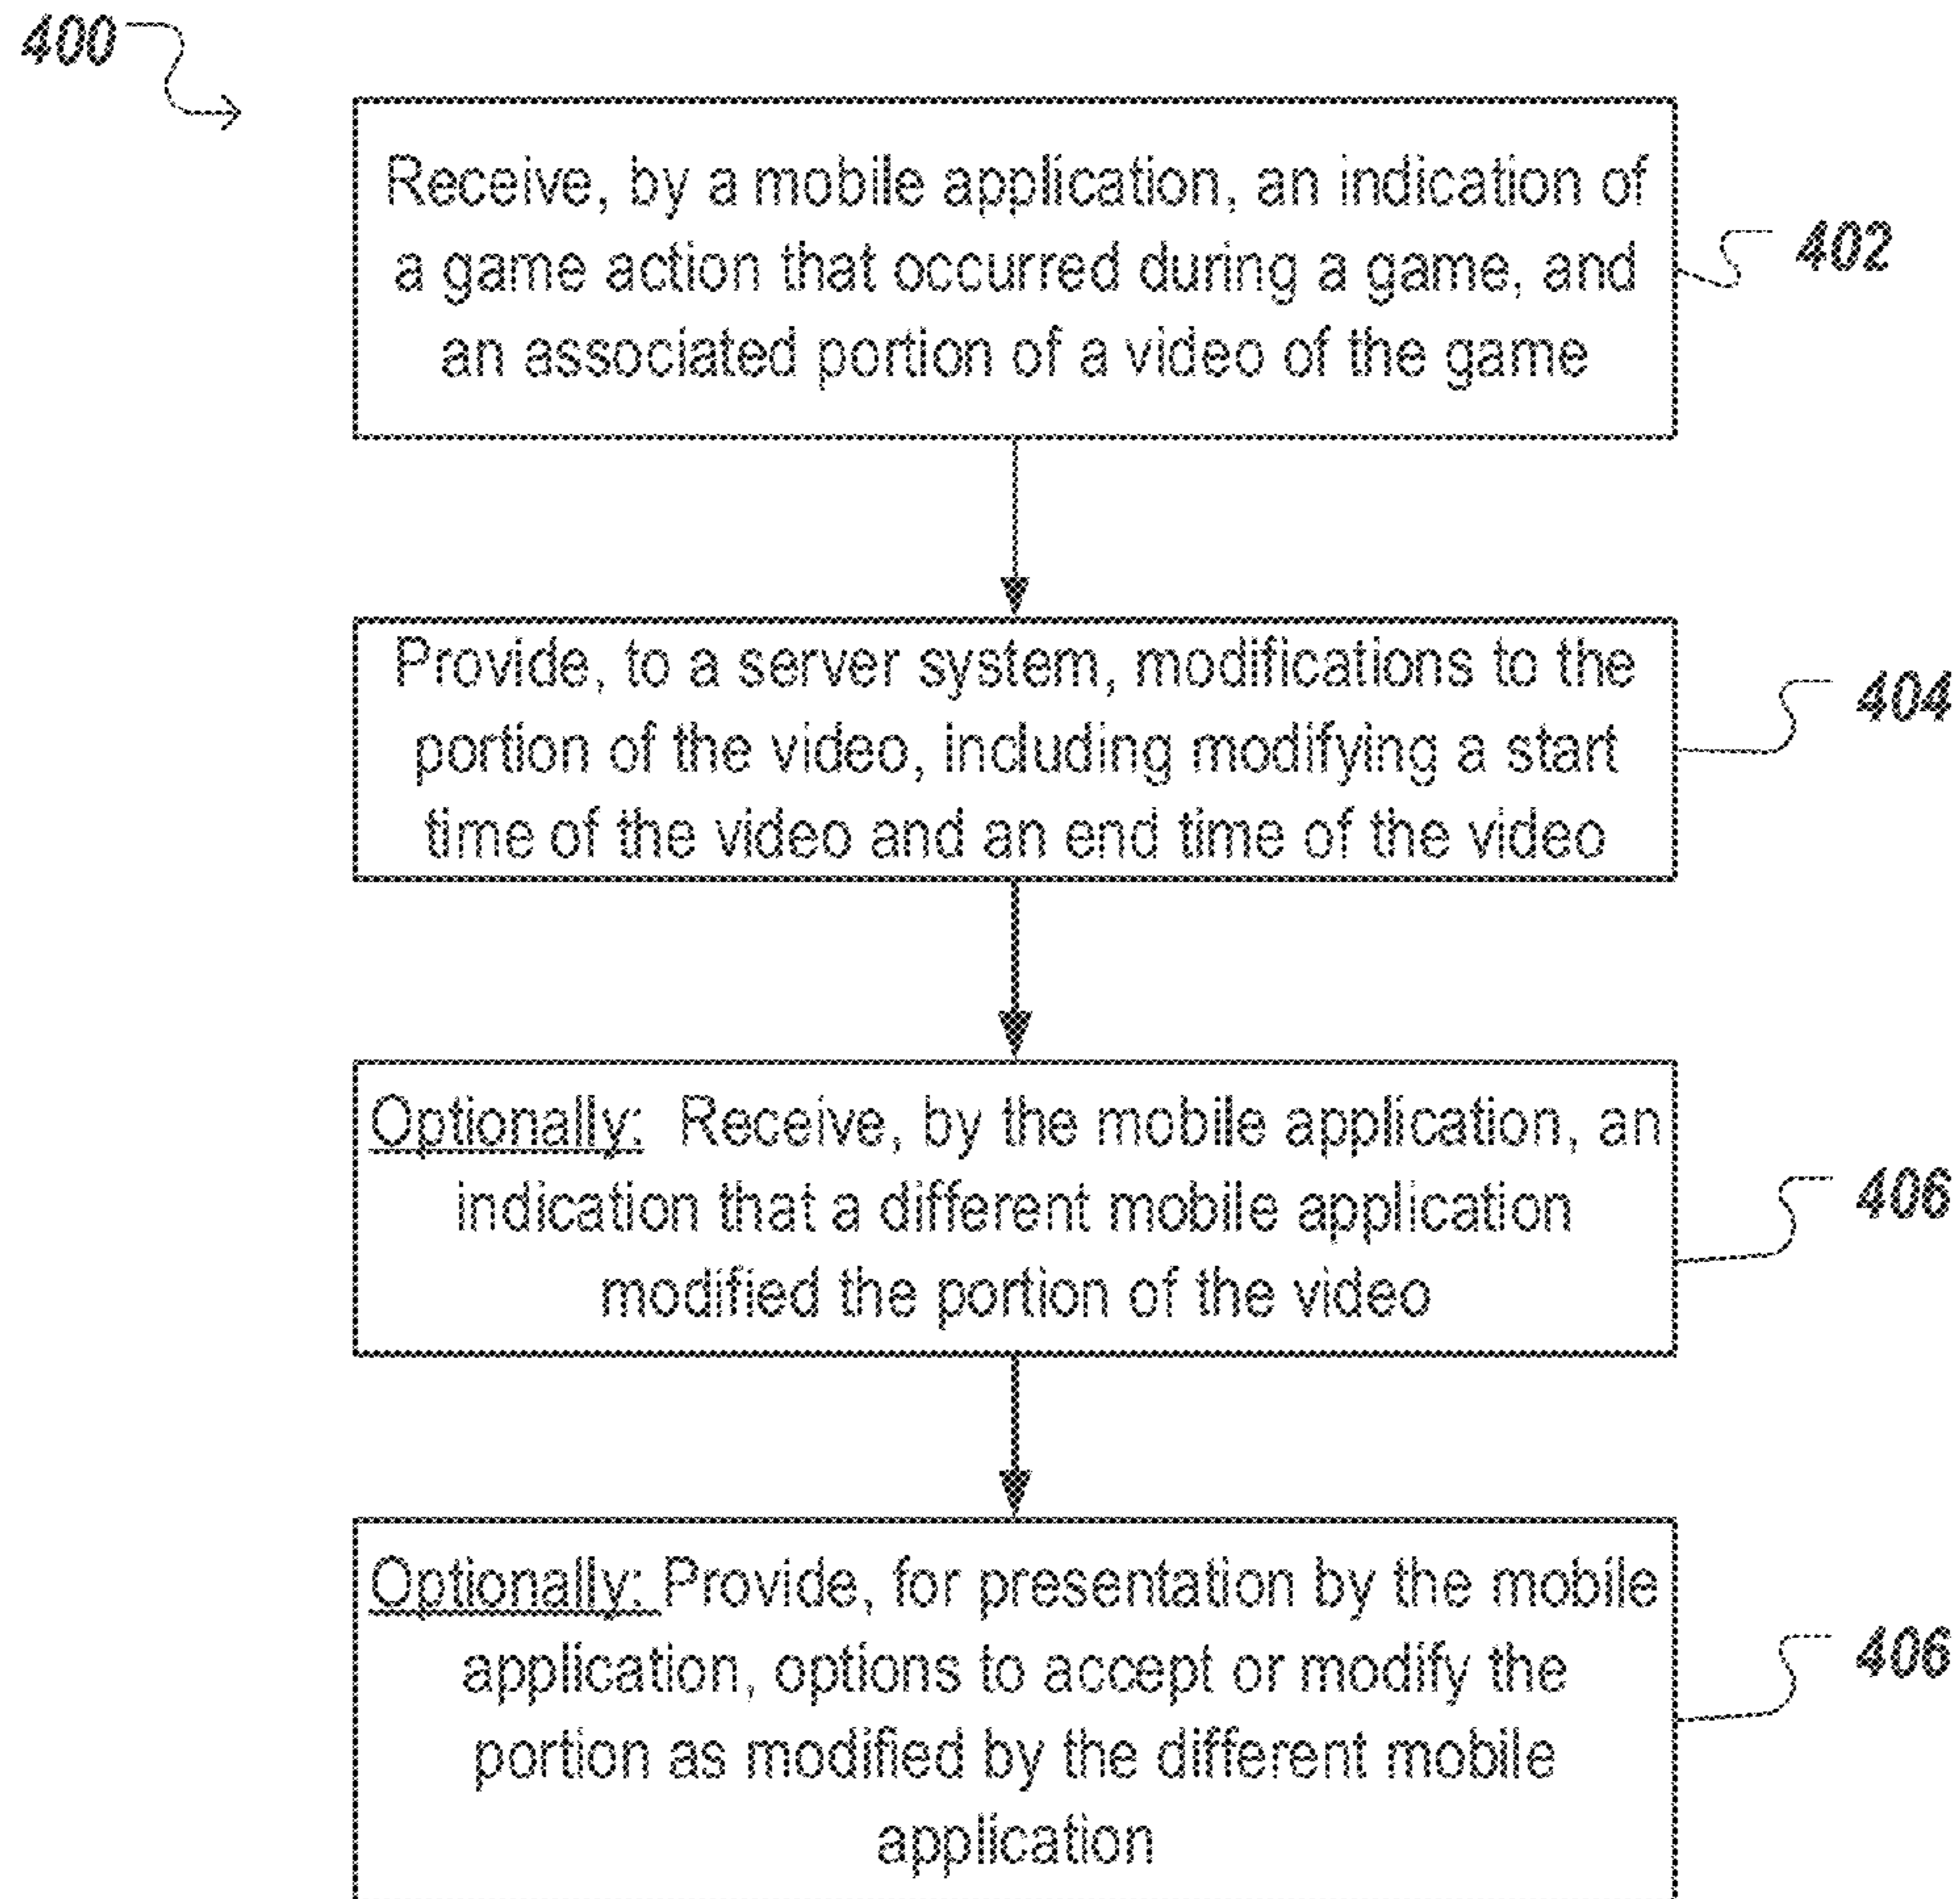 400
Receive, by a mobile application, an indication of
a game action that occurred during a game, and
an associated portion of a video of the game
402
Provide, to a server system, modifications to the
portion of the video, including modifying a start
time of the video and an end time of the video
404
Optionally: Receive, by the mobile application, an
indication that a different mobile application
modified the portion of the video
406
Optionally: Provide, for presentation by the mobile
application, options to accept or modify the
portion as modified by the different mobile
application
406